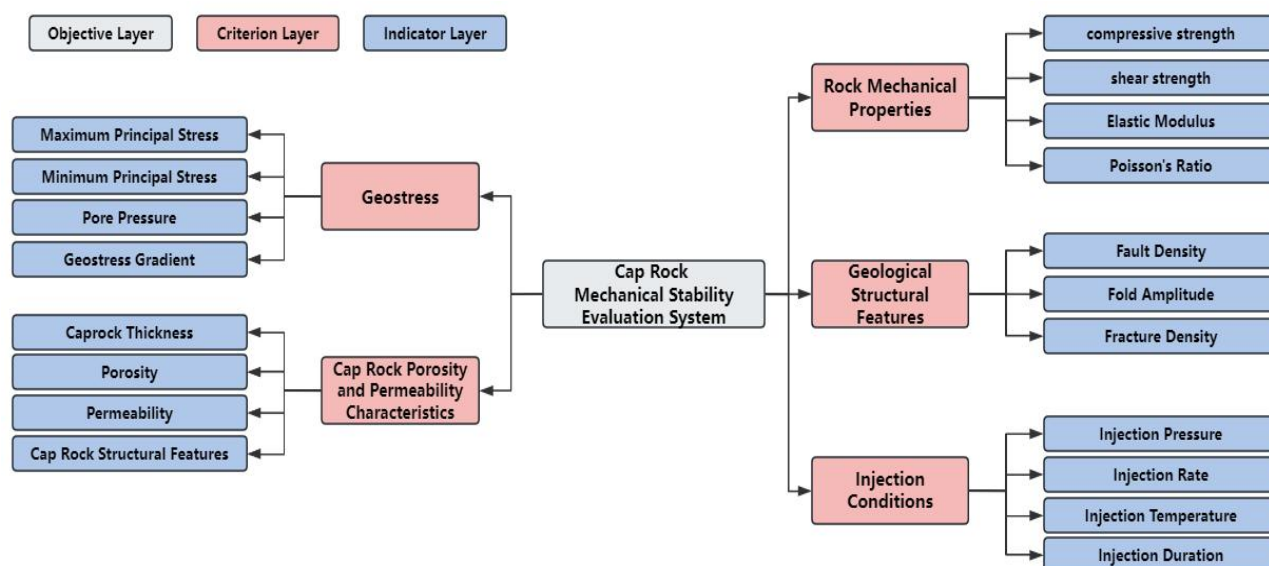 Objective Layer
Criterion Layer
Indicator Layer
Maximum Principal Stress
Minimum Principal Stress
Pore Pressure
Geostress Gradient
Geostress
Caprock Thickness
Porosity
Permeability
Cap Rock Structural Features
Cap Rock Porosity
and Permeability
Characteristics
Cap Rock
Mechanical Stability
Evaluation System
Rock Mechanical
Properties
compressive strength
shear strength
Elastic Modulus
Poisson's Ratio
Geological
Structural
Features
Fault Density
Fold Amplitude
Fracture Density
Injection
Conditions
Injection Pressure
Injection Rate
Injection Temperature
Injection Duration